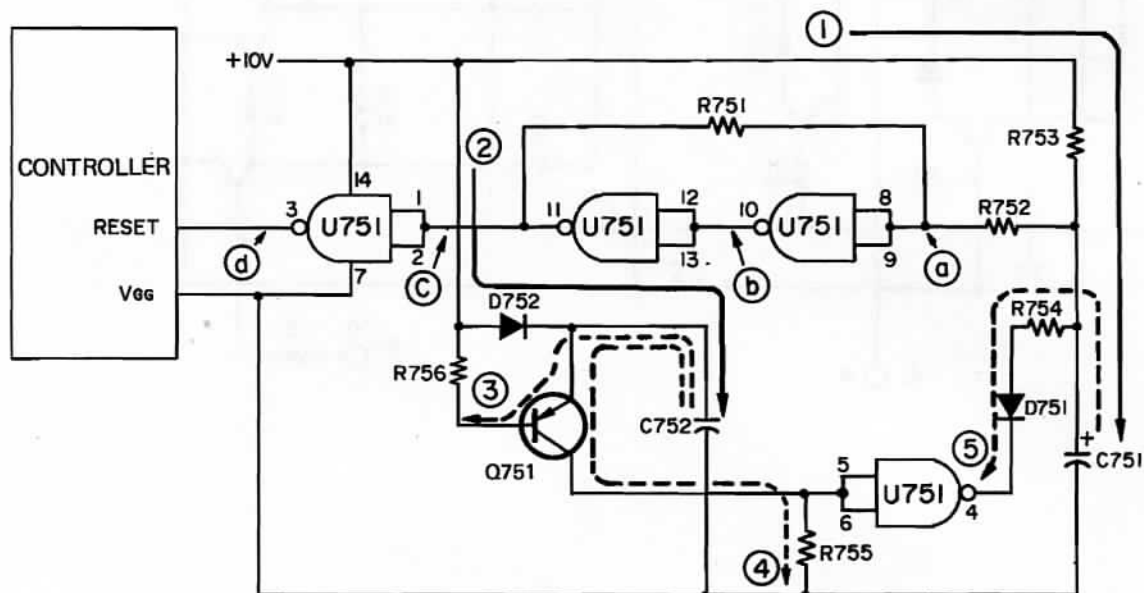 ①
+10V
R751
②
R753
CONTROLLER
14
1
12
8
R752
RESET
3
U751
11
U751
10
U751
2
13
9
ⓓ
7
ⓒ
ⓑ
ⓐ
VGG
D752
R754
R756
③
D751
C752
+
⑤
C751
Q751
5
U751
6
4
R755
④